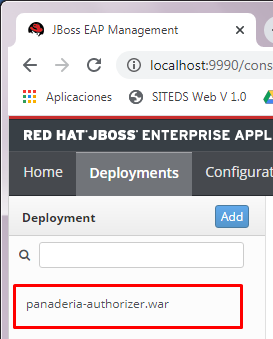 JBoss EAP Management
localhost:9990/cons
Aplicaciones
SITEDS Web V 1.0
RED HAT JBOSS ENTERPRISE APPL
Home
Deployments
Configurat
Deployment
Add
panaderia-authorizer.war